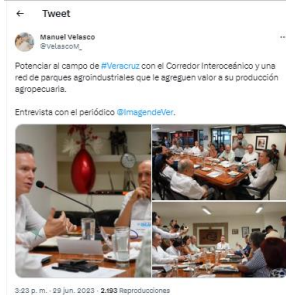 ← Tweet
Manuel Velasco
@VelascoM_
Potenciar al campo de #Veracruz con el Corredor Interoceánico y una
red de parques agroindustriales que le agreguen valor a su producción
agropecuaria.
Entrevista con el periódico @ImagendeVer.
3:23 p. m. · 29 jun. 2023 · 2.193 Reproducciones